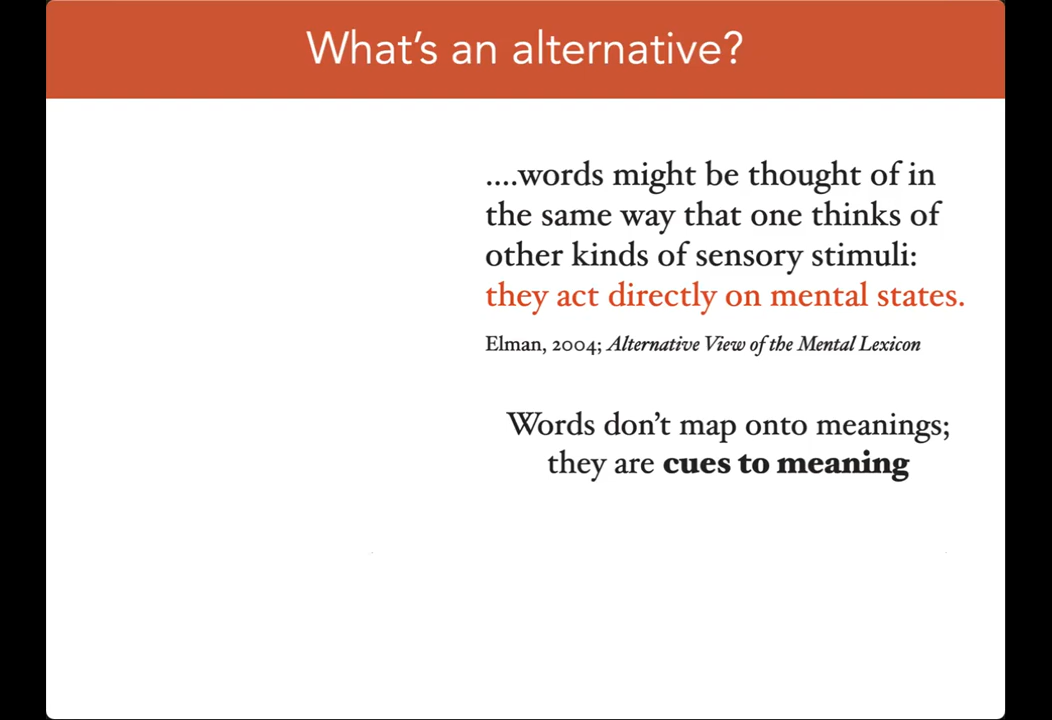 What's an alternative?
....words might be thought of in
the same way that one thinks of
other kinds of sensory stimuli:
they act directly on mental states.
Elman, 2004; Alternative View of the Mental Lexicon
Words don't map onto meanings;
they are cues to meaning